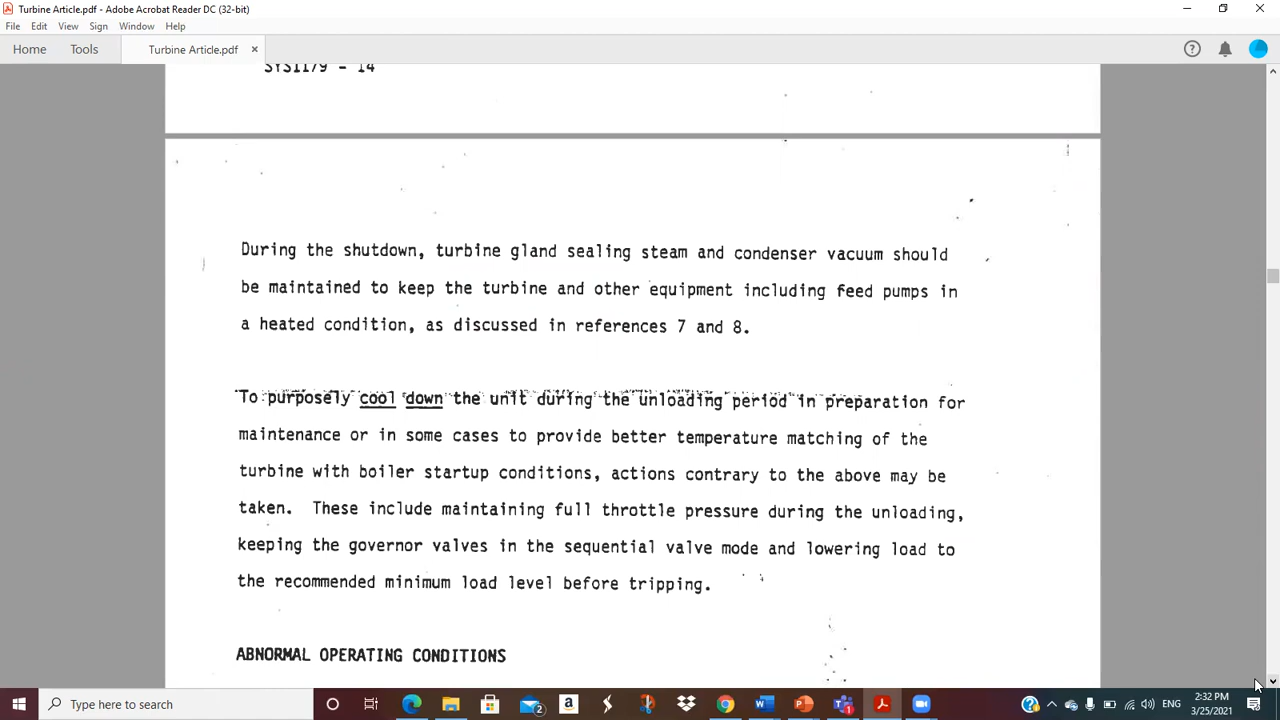 Turbine Article.pdf - Adobe Acrobat Reader DC (32-bit)
File Edit View Sign Window Help
Home Tools Turbine Article.pdf ×
SYS1179 - 14
During the shutdown, turbine gland sealing steam and condenser vacuum should
be maintained to keep the turbine and other equipment including feed pumps in
a heated condition, as discussed in references 7 and 8.
To purposely cool down the unit during the unloading period in preparation for
maintenance or in some cases to provide better temperature matching of the
turbine with boiler startup conditions, actions contrary to the above may be
taken. These include maintaining full throttle pressure during the unloading,
keeping the governor valves in the sequential valve mode and lowering load to
the recommended minimum load level before tripping.
ABNORMAL OPERATING CONDITIONS
Type here to search
2
1
ENG
2:32 PM
3/25/2021